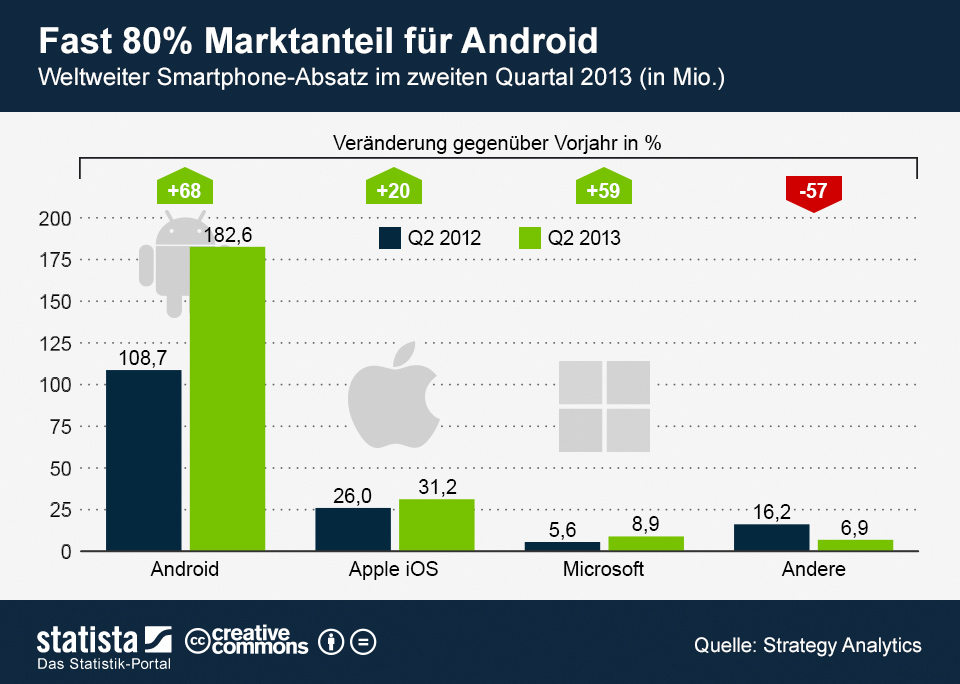 Fast 80% Marktanteil für Android
Weltweiter Smartphone-Absatz im zweiten Quartal 2013 (in Mio.)
Veränderung gegenüber Vorjahr in %
+68 +20 +59 -57
200
182,6
Q2 2012 Q2 2013
175
150
125
108,7
100
75
50
26,0 31,2
25
5,6 8,9
16,2 6,9
0
Android Apple iOS Microsoft Andere
statista
Das Statistik-Portal
cc creative commons
=
Quelle: Strategy Analytics